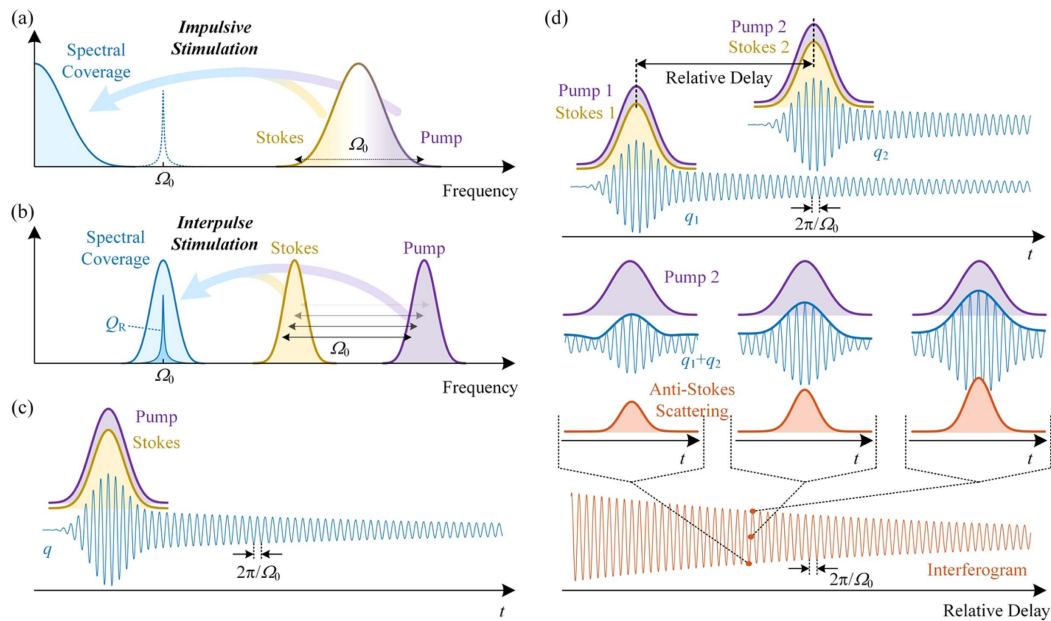 (a)
Impulsive
Stimulation
Spectral
Coverage
Stokes
Ω0
Pump
Ω0
Frequency
(b)
Interpulse
Stimulation
Spectral
Coverage
Stokes
Pump
QR
Ω0
Ω0
Frequency
(c)
Pump
Stokes
q
2π/Ω0
t
(d)
Pump 2
Stokes 2
Relative Delay
Pump 1
Stokes 1
q2
q1
2π/Ω0
t
Pump 2
q1+q2
Anti-Stokes
Scattering
t
t
t
2π/Ω0
Interferogram
Relative Delay